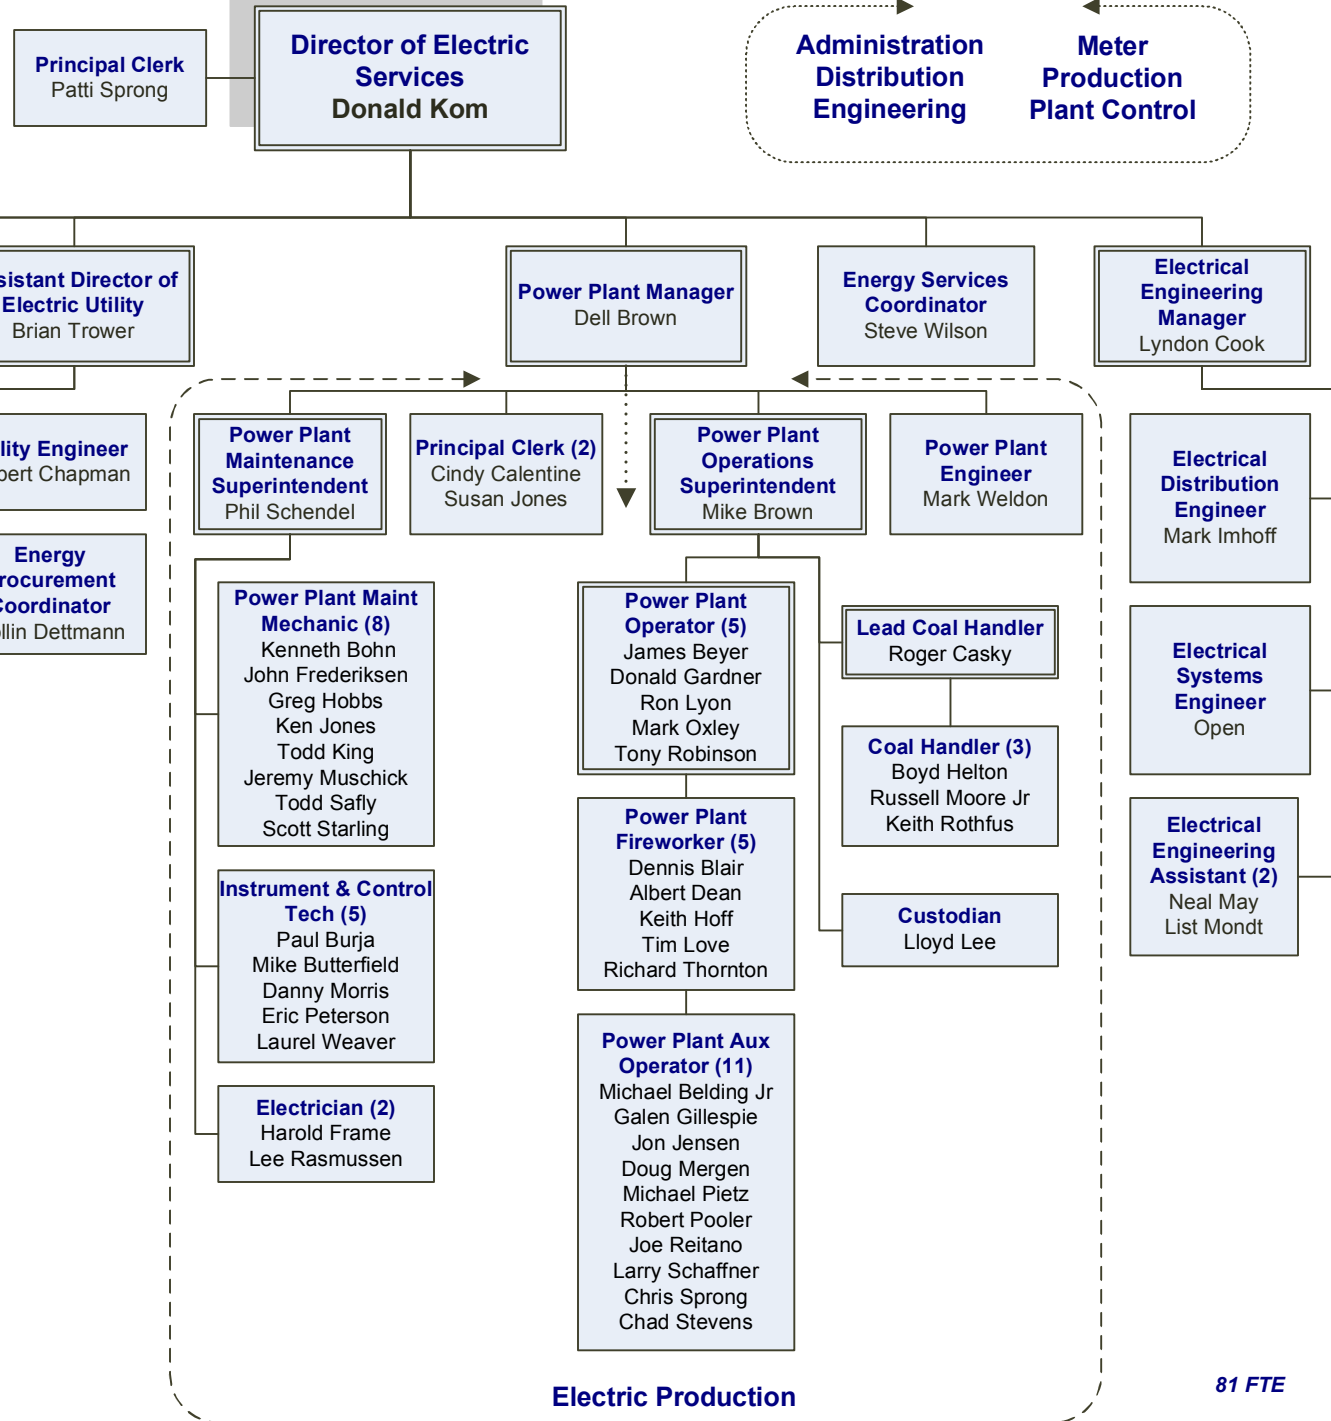 Principal Clerk
Patti Sprong
Director of Electric
Services
Donald Kom
Administration
Distribution
Engineering
Meter
Production
Plant Control
sistant Director of
Electric Utility
Brian Trower
Power Plant Manager
Dell Brown
Energy Services
Coordinator
Steve Wilson
Electrical
Engineering
Manager
Lyndon Cook
lity Engineer
bert Chapman
Energy
rocurement
Coordinator
llin Dettmann
Power Plant
Maintenance
Superintendent
Phil Schendel
Principal Clerk (2)
Cindy Calentine
Susan Jones
Power Plant
Operations
Superintendent
Mike Brown
Power Plant
Engineer
Mark Weldon
Electrical
Distribution
Engineer
Mark Imhoff
Power Plant Maint
Mechanic (8)
Kenneth Bohn
John Frederiksen
Greg Hobbs
Ken Jones
Todd King
Jeremy Muschick
Todd Safly
Scott Starling
Power Plant
Operator (5)
James Beyer
Donald Gardner
Ron Lyon
Mark Oxley
Tony Robinson
Lead Coal Handler
Roger Casky
Electrical
Systems
Engineer
Open
Coal Handler (3)
Boyd Helton
Russell Moore Jr
Keith Rothfus
Power Plant
Fireworker (5)
Dennis Blair
Albert Dean
Keith Hoff
Tim Love
Richard Thornton
Electrical
Engineering
Assistant (2)
Neal May
List Mondt
Instrument & Control
Tech (5)
Paul Burja
Mike Butterfield
Danny Morris
Eric Peterson
Laurel Weaver
Custodian
Lloyd Lee
Power Plant Aux
Operator (11)
Michael Belding Jr
Galen Gillespie
Jon Jensen
Doug Mergen
Michael Pietz
Robert Pooler
Joe Reitano
Larry Schaffner
Chris Sprong
Chad Stevens
Electrician (2)
Harold Frame
Lee Rasmussen
Electric Production
81 FTE